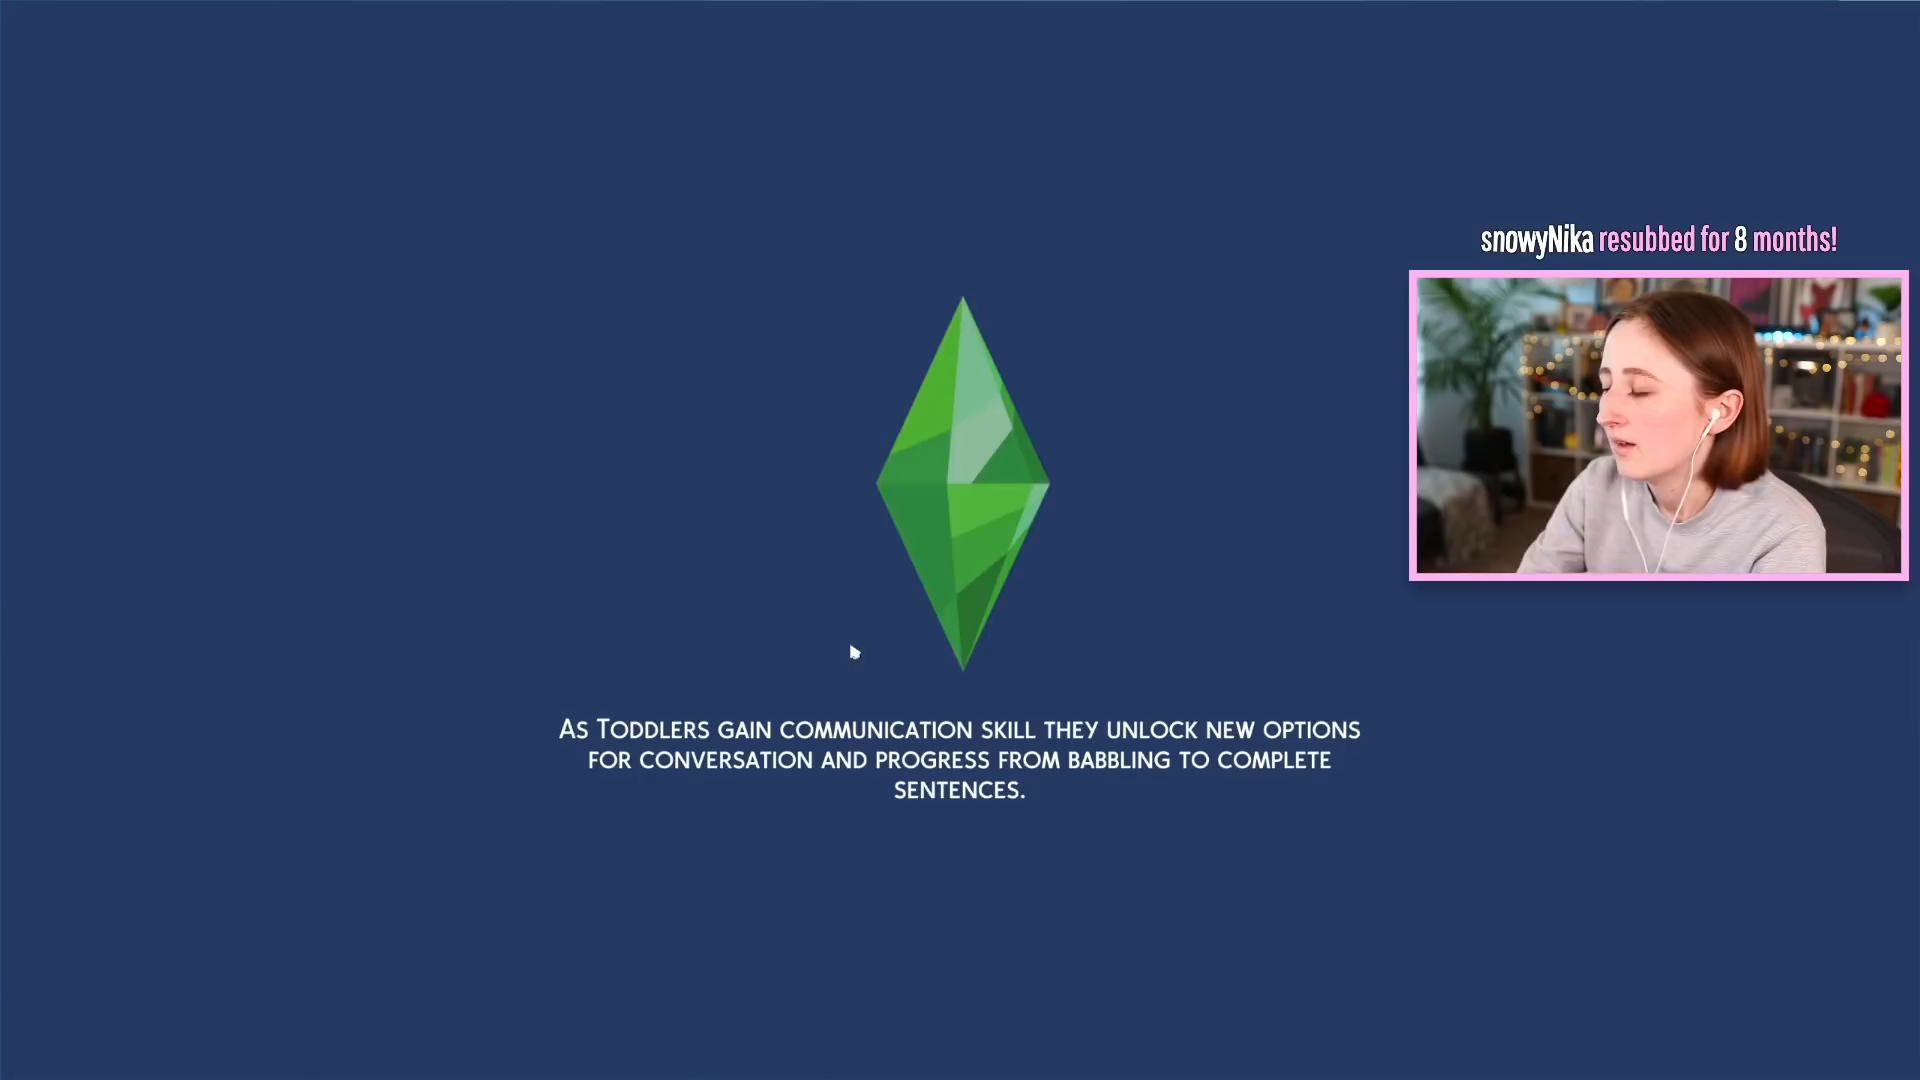 snowyNika resubbed for 8 months!
As Toddlers gain communication skill they unlock new options
for conversation and progress from babbling to complete
sentences.